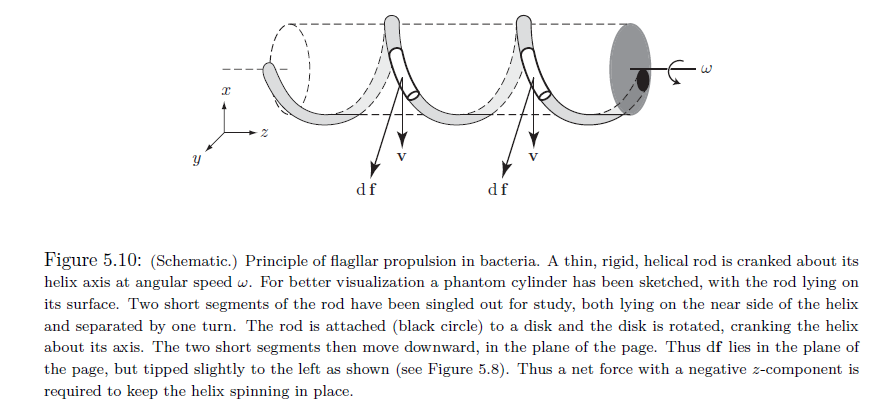 ω
x
z
y
v
v
df
df
Figure 5.10: (Schematic.) Principle of flagllar propulsion in bacteria. A thin, rigid, helical rod is cranked about its
helix axis at angular speed ω. For better visualization a phantom cylinder has been sketched, with the rod lying on
its surface. Two short segments of the rod have been singled out for study, both lying on the near side of the helix
and separated by one turn. The rod is attached (black circle) to a disk and the disk is rotated, cranking the helix
about its axis. The two short segments then move downward, in the plane of the page. Thus df lies in the plane of
the page, but tipped slightly to the left as shown (see Figure 5.8). Thus a net force with a negative z-component is
required to keep the helix spinning in place.